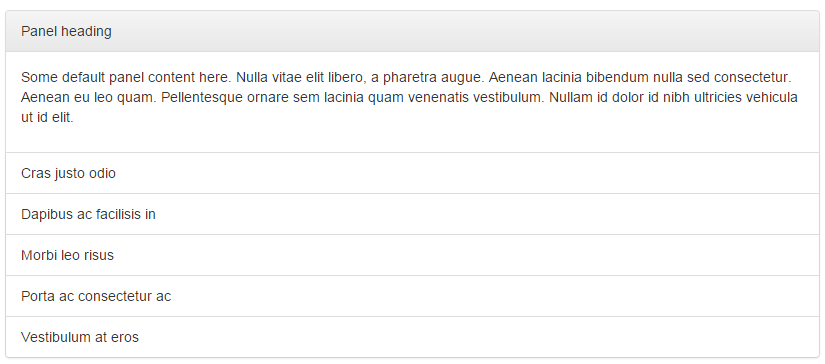 Panel heading
Some default panel content here. Nulla vitae elit libero, a pharetra augue. Aenean lacinia bibendum nulla sed consectetur.
Aenean eu leo quam. Pellentesque ornare sem lacinia quam venenatis vestibulum. Nullam id dolor id nibh ultricies vehicula
ut id elit.
Cras justo odio
Dapibus ac facilisis in
Morbi leo risus
Porta ac consectetur ac
Vestibulum at eros